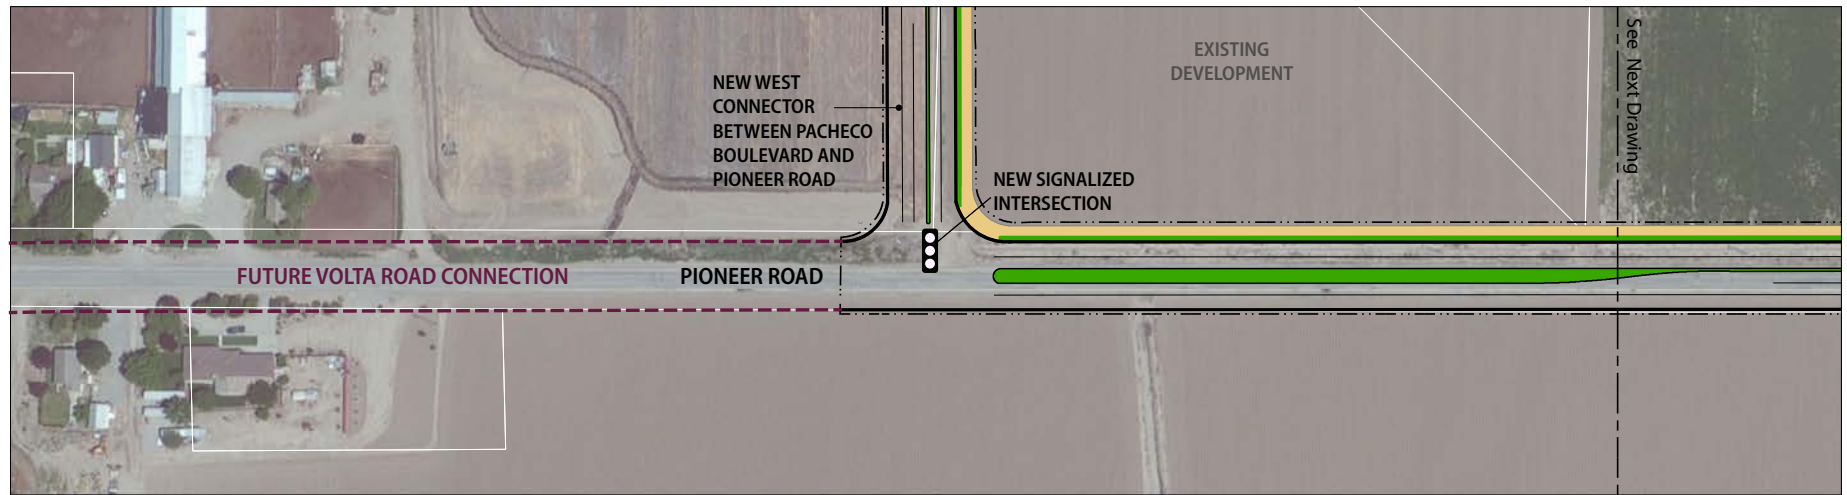 EXISTING
DEVELOPMENT
See Next Drawing
NEW WEST
CONNECTOR
BETWEEN PACHECO
BOULEVARD AND
PIONEER ROAD
NEW SIGNALIZED
INTERSECTION
FUTURE VOLTA ROAD CONNECTION
PIONEER ROAD